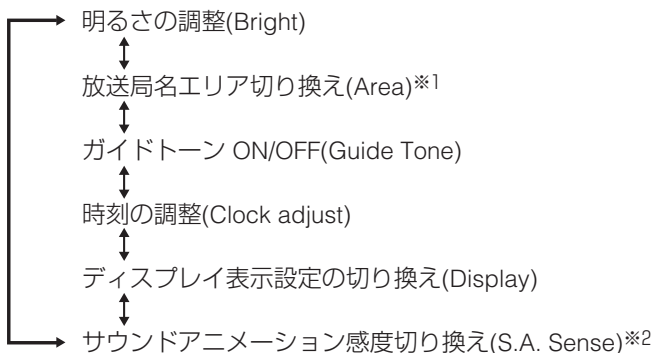 明るさの調整(Bright)
放送局名エリア切り換え(Area)※1
ガイドトーン ON/OFF(Guide Tone)
時刻の調整(Clock adjust)
ディスプレイ表示設定の切り換え(Display)
サウンドアニメーション感度切り換え(S.A. Sense)※2